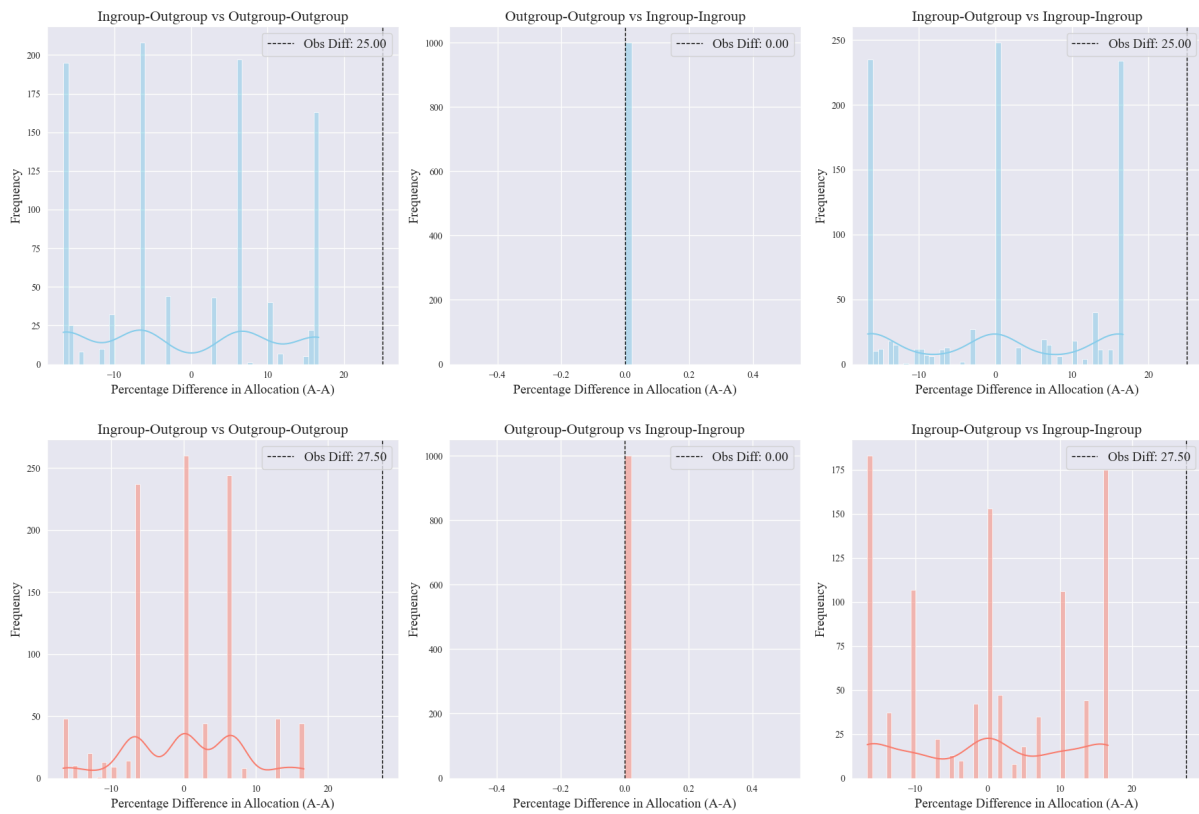 Ingroup-Outgroup vs Outgroup-Outgroup
Obs Diff: 25.00
200
175
150
125
100
75
50
25
0
Frequency
−10
0
10
20
Percentage Difference in Allocation (A-A)
Outgroup-Outgroup vs Ingroup-Ingroup
Obs Diff: 0.00
1000
800
600
400
200
0
Frequency
−0.4
−0.2
0.0
0.2
0.4
Percentage Difference in Allocation (A-A)
Ingroup-Outgroup vs Ingroup-Ingroup
Obs Diff: 25.00
250
200
150
100
50
0
Frequency
−10
0
10
20
Percentage Difference in Allocation (A-A)
Ingroup-Outgroup vs Outgroup-Outgroup
Obs Diff: 27.50
250
200
150
100
50
0
Frequency
−10
0
10
20
Percentage Difference in Allocation (A-A)
Outgroup-Outgroup vs Ingroup-Ingroup
Obs Diff: 0.00
1000
800
600
400
200
0
Frequency
−0.4
−0.2
0.0
0.2
0.4
Percentage Difference in Allocation (A-A)
Ingroup-Outgroup vs Ingroup-Ingroup
Obs Diff: 27.50
175
150
125
100
75
50
25
0
Frequency
−10
0
10
20
Percentage Difference in Allocation (A-A)